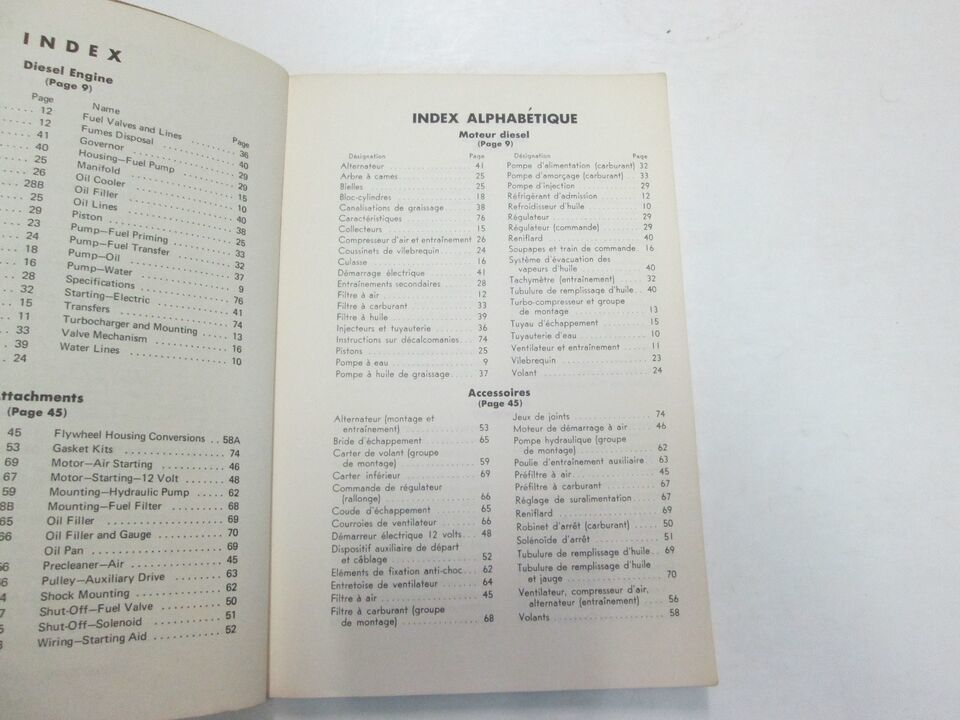 INDEX
Diesel Engine
(Page 9)
Page
12
12
41
40
25
26
28B
25
29
23
24
18
16
28
32
15
11
33
39
24
Name Page
Fuel Valves and Lines 36
Fumes Disposal 40
Governor 29
Housing—Fuel Pump 29
Manifold 15
Oil Cooler 10
Oil Filler 40
Oil Lines 38
Piston 25
Pump—Fuel Priming 33
Pump—Fuel Transfer 32
Pump—Oil 37
Pump—Water 9
Specifications 76
Starting—Electric 41
Transfers 74
Turbocharger and Mounting 13
Valve Mechanism 16
Water Lines 10
ttachments
(Page 45)
45
53
69
67
59
8B
65
66
66
Flywheel Housing Conversions 58A
Gasket Kits 74
Motor—Air Starting 46
Motor—Starting—12 Volt 48
Mounting—Hydraulic Pump 62
Mounting—Fuel Filter 68
Oil Filler 69
Oil Filler and Gauge 70
Oil Pan 69
Precleaner—Air 45
Pulley—Auxiliary Drive 63
Shock Mounting 62
Shut-Off—Fuel Valve 50
Shut-Off—Solenoid 51
Wiring—Starting Aid 52
INDEX ALPHABÉTIQUE
Moteur diesel
(Page 9)
Désignation Page
Alternateur 41
Arbre à cames 25
Bielles 25
Bloc-cylindres 18
Canalisations de graissage 38
Caractéristiques 76
Collecteurs 15
Compresseur d'air et entraînement 26
Coussinets de vilebrequin 24
Culasse 16
Démarrage électrique 41
Entraînements secondaires 28
Filtre à air 12
Filtre à carburant 33
Filtre à huile 39
Injecteurs et tuyauterie 36
Instructions sur décalcomanies 74
Pistons 25
Pompe à eau 9
Pompe à huile de graissage 37
Désignation Page
Pompe d'alimentation (carburant) 32
Pompe d'amorçage (carburant) 33
Pompe d'injection 29
Réfrigérant d'admission 12
Refroidisseur d'huile 10
Régulateur 29
Régulateur (commande) 29
Reniflard 40
Soupapes et train de commande 16
Système d'évacuation des
vapeurs d'huile 40
Tachymètre (entraînement) 32
Tubulure de remplissage d'huile 40
Turbo-compresseur et groupe
de montage 13
Tuyau d'échappement 15
Tuyauterie d'eau 10
Ventilateur et entraînement 11
Vilebrequin 23
Volant 24
Accessoires
(Page 45)
Alternateur (montage et
entraînement) 53
Bride d'échappement 65
Carter de volant (groupe
de montage) 59
Carter inférieur 69
Commande de régulateur
(rallonge) 66
Coude d'échappement 65
Courroies de ventilateur 66
Démarreur électrique 12 volts 48
Dispositif auxiliaire de départ
et câblage 52
Eléments de fixation anti-choc 62
Entretoise de ventilateur 64
Filtre à air 45
Filtre à carburant (groupe
de montage) 68
Jeux de joints 74
Moteur de démarrage à air 46
Pompe hydraulique (groupe
de montage) 62
Poulie d'entraînement auxiliaire 63
Préfiltre à air 45
Préfiltre à carburant 67
Réglage de suralimentation 67
Reniflard 69
Robinet d'arrêt (carburant) 50
Solénoïde d'arrêt 51
Tubulure de remplissage d'huile 69
Tubulure de remplissage d'huile
et jauge 70
Ventilateur, compresseur d'air,
alternateur (entraînement) 56
Volants 58